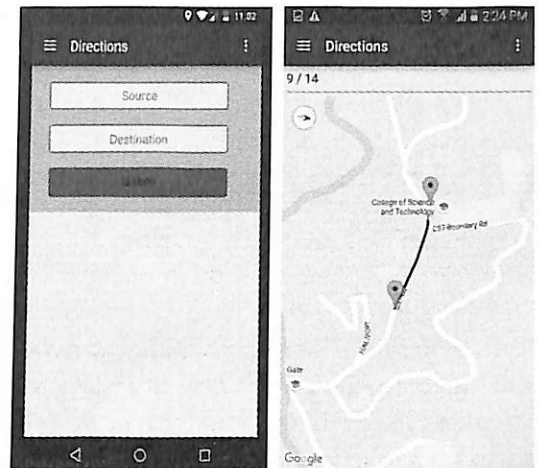 11:02
Directions
Source
Destination
2:24 PM
Directions
9 / 14
College of Science
and Technology
CST-Boundary Rd
Gate
Google